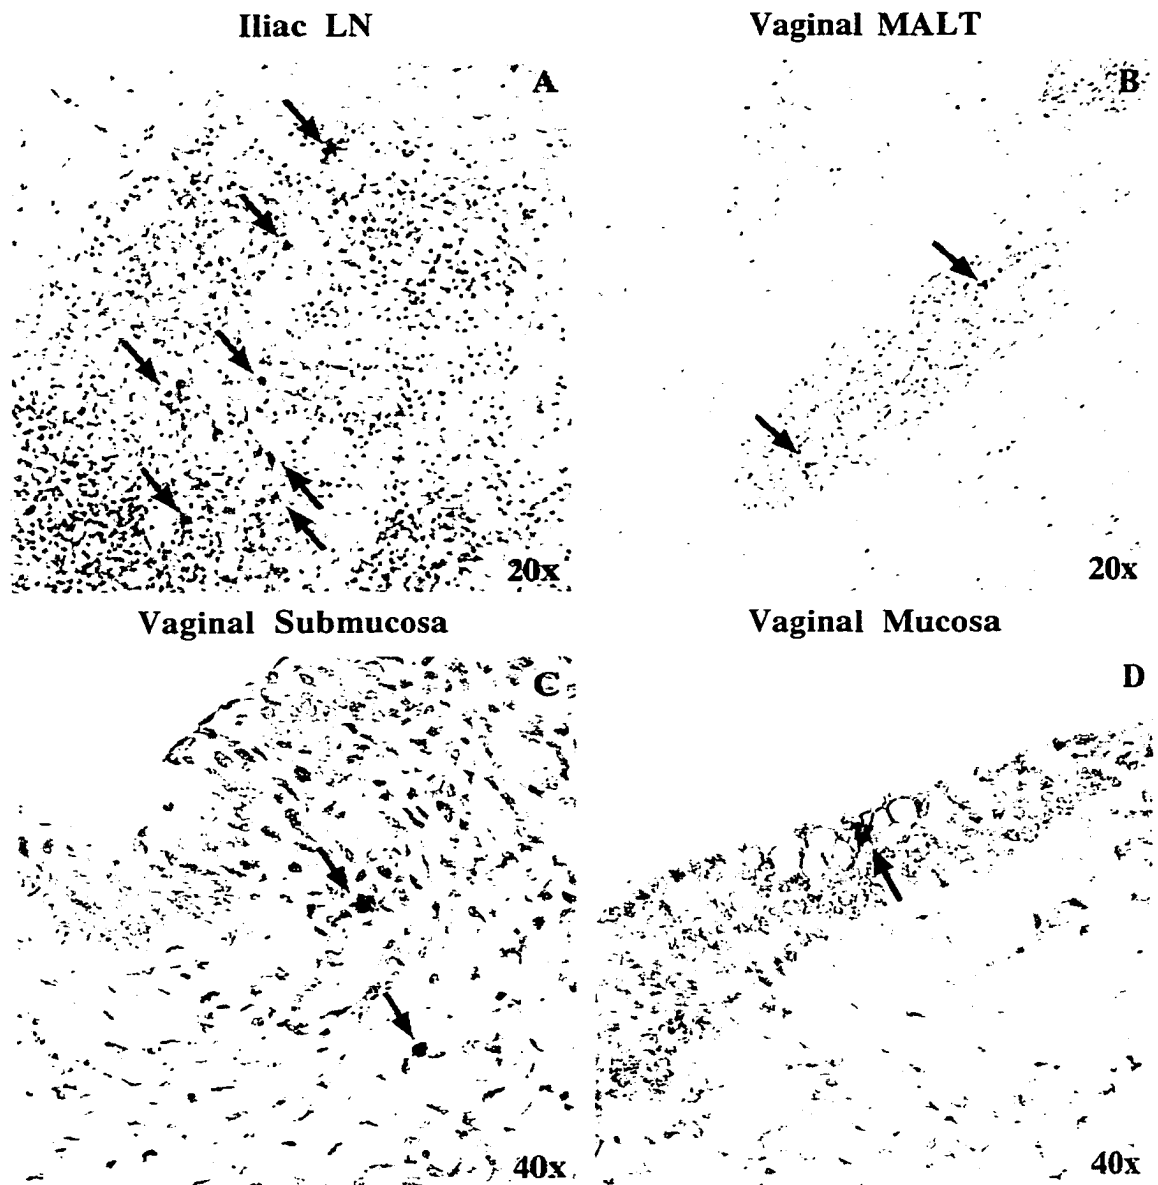 Iliac LN
Vaginal MALT
A
B
20x
20x
Vaginal Submucosa
Vaginal Mucosa
C
D
40x
40x